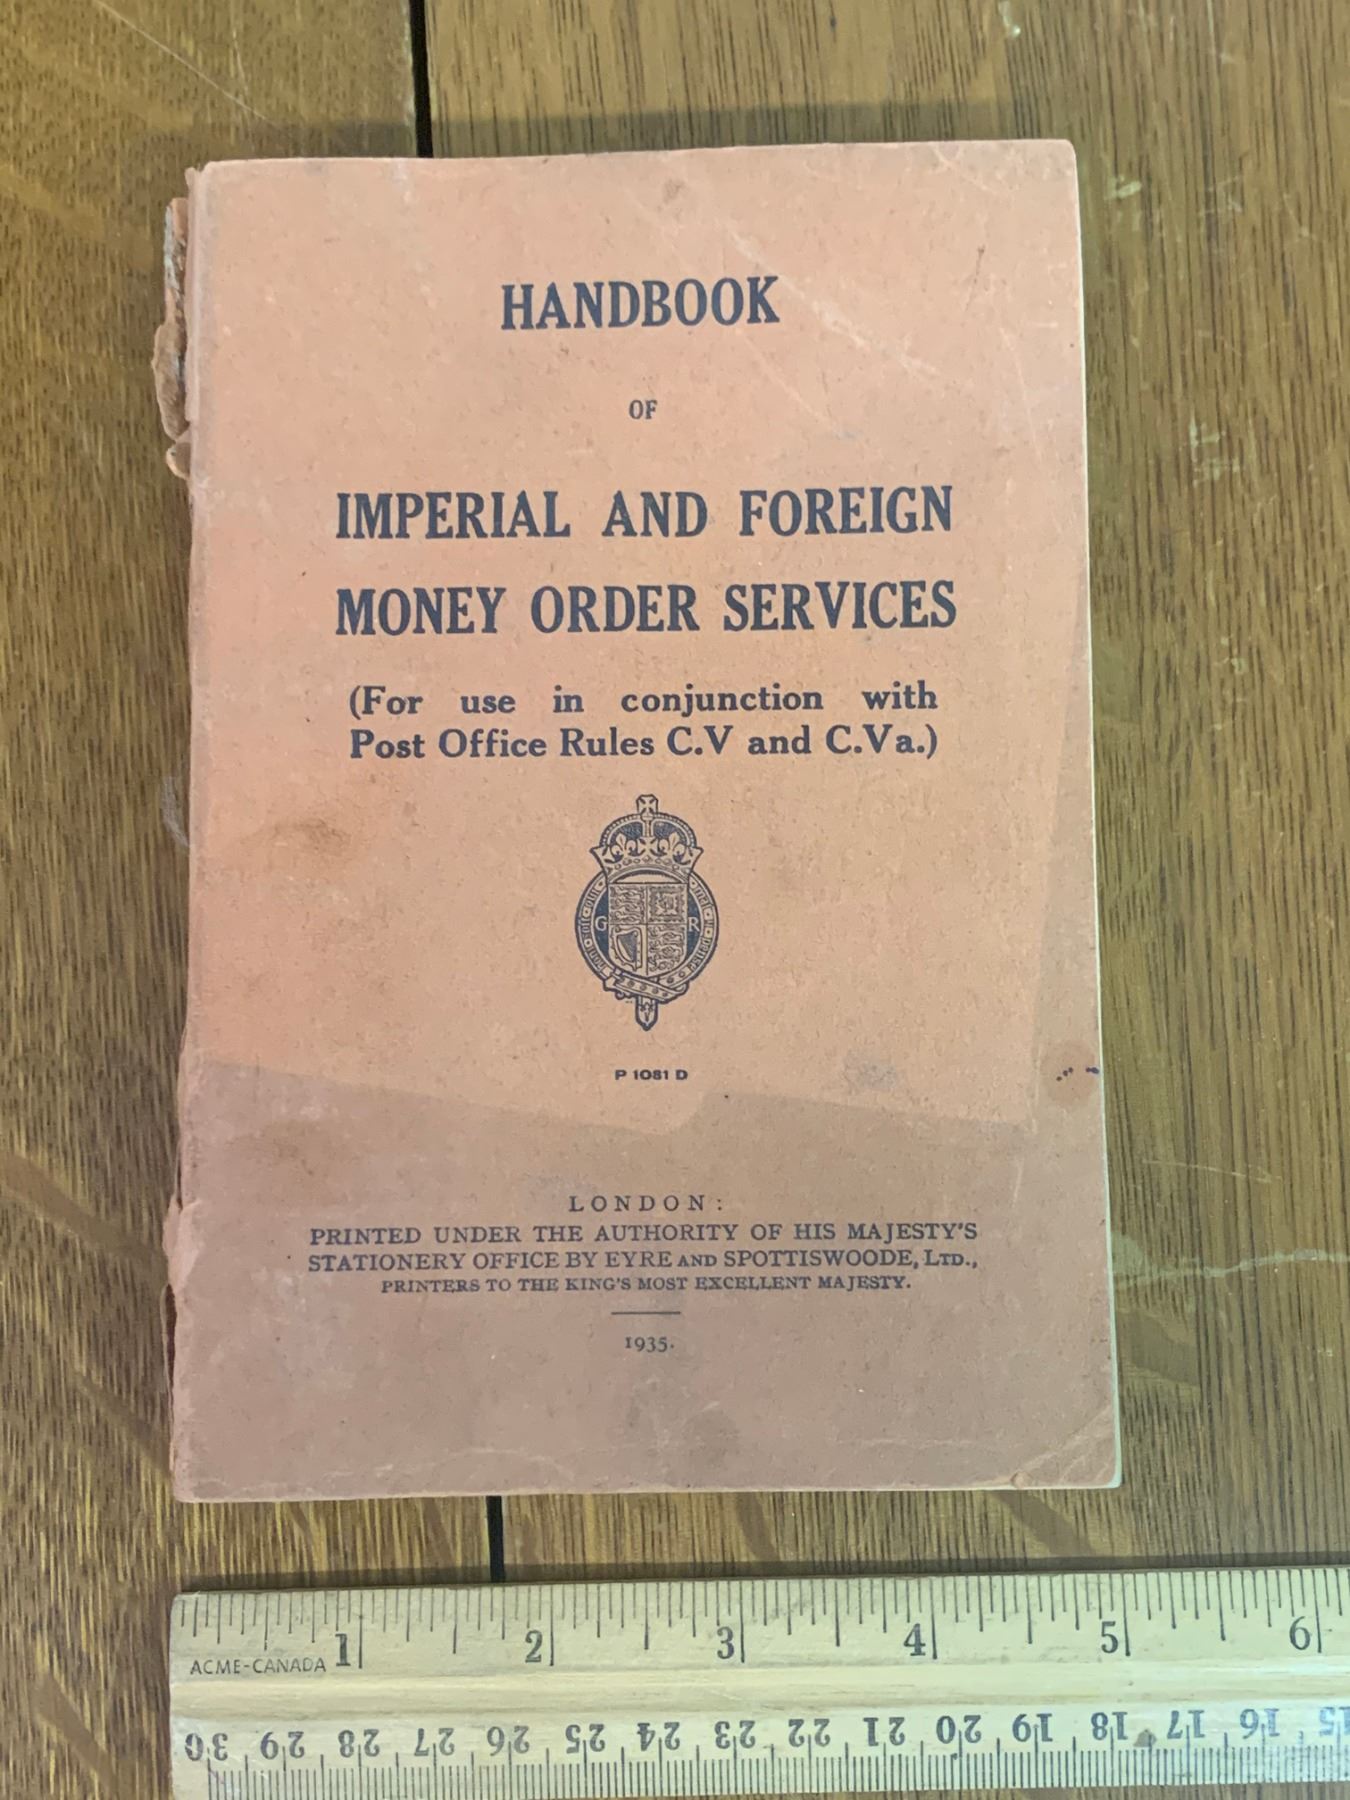 HANDBOOK
OF
IMPERIAL AND FOREIGN
MONEY ORDER SERVICES
(For use in conjunction with
Post Office Rules C.V and C.Va.)
G R
P 1081 D
LONDON:
PRINTED UNDER THE AUTHORITY OF HIS MAJESTY'S
STATIONERY OFFICE BY EYRE AND SPOTTISWOODE, LTD.,
PRINTERS TO THE KING'S MOST EXCELLENT MAJESTY.
1935.
1 2 3 4 5 6
ACME-CANADA
30 29 28 27 26 25 24 23 22 21 20 19 18 17 16 15